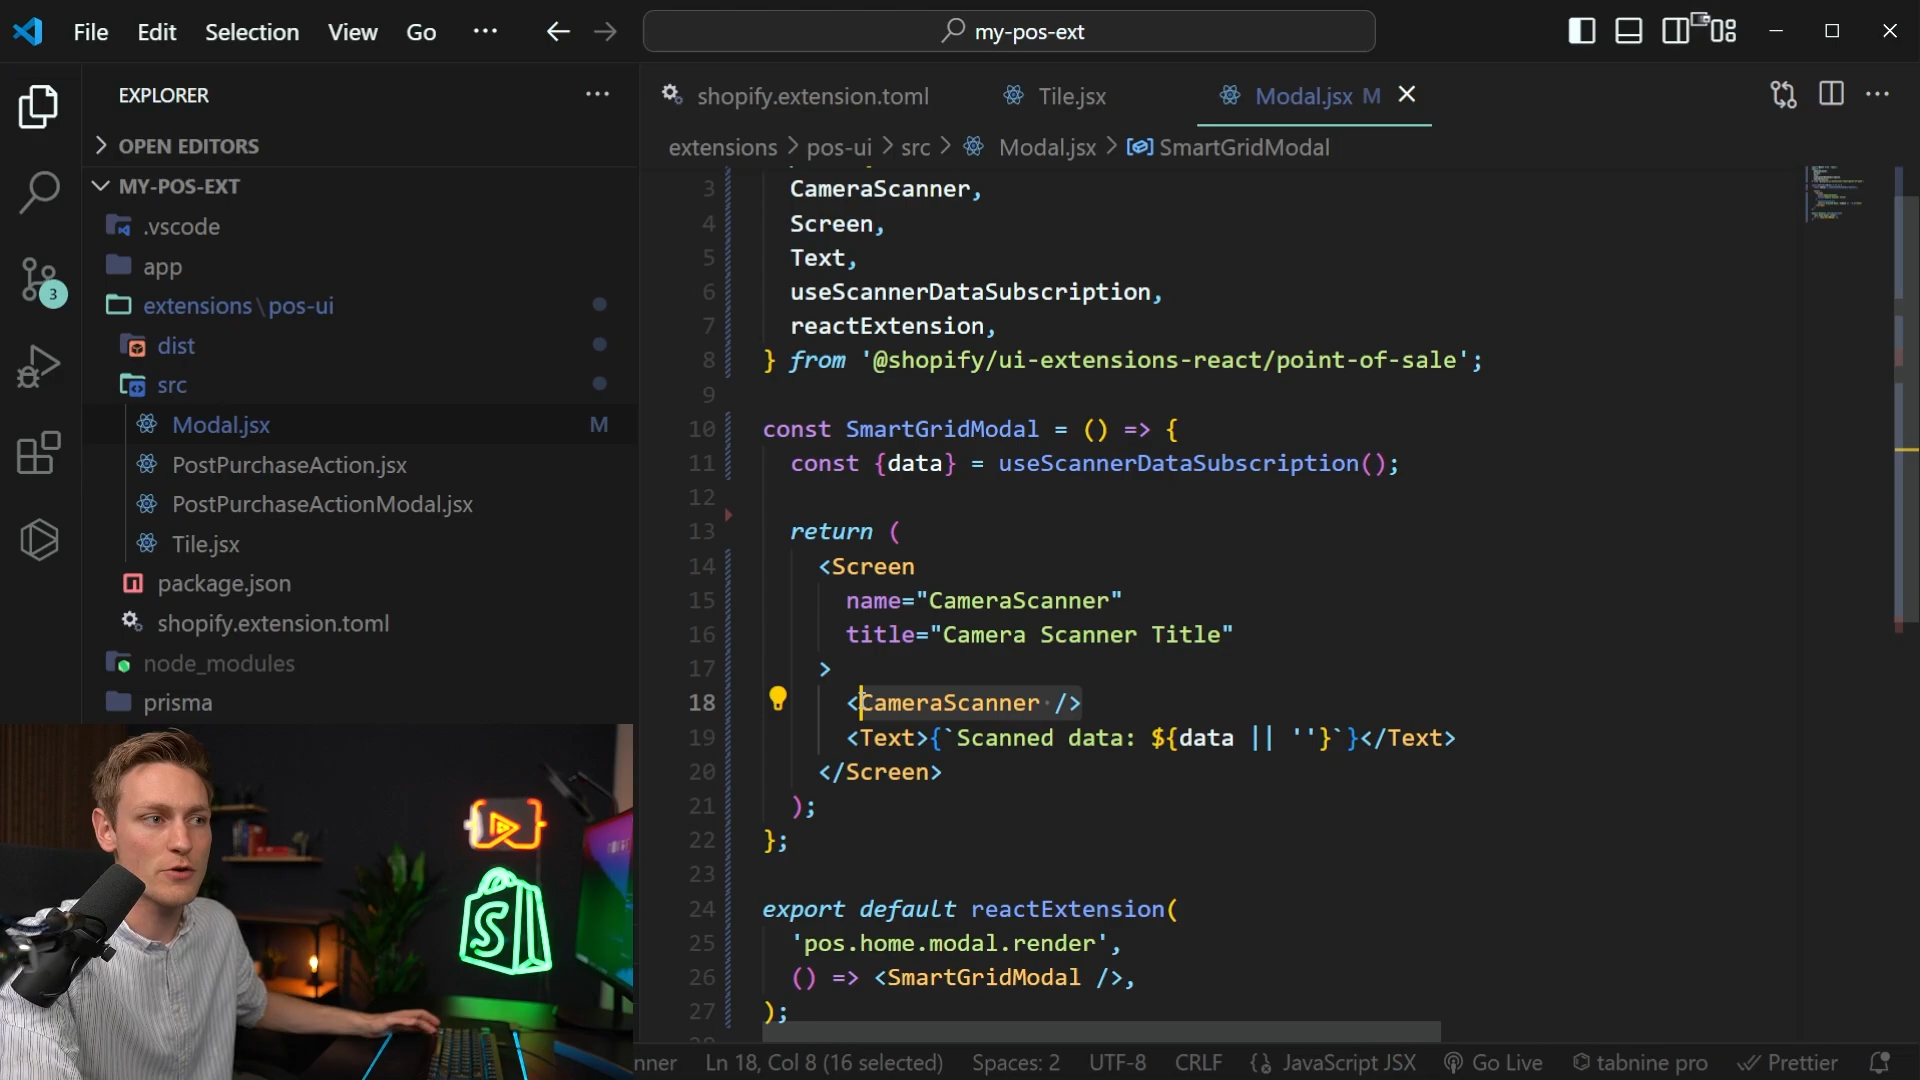 File Edit Selection View Go ··· my-pos-ext
EXPLORER ···
OPEN EDITORS
MY-POS-EXT
.vscode
app
extensions\pos-ui
dist
src
Modal.jsx M
PostPurchaseAction.jsx
PostPurchaseActionModal.jsx
Tile.jsx
package.json
shopify.extension.toml
node_modules
prisma
3
S
shopify.extension.toml Tile.jsx Modal.jsx M
extensions > pos-ui > src > Modal.jsx > SmartGridModal
3 CameraScanner,
4 Screen,
5 Text,
6 useScannerDataSubscription,
7 reactExtension,
8 } from '@shopify/ui-extensions-react/point-of-sale';
9
10 const SmartGridModal = () => {
11 const {data} = useScannerDataSubscription();
12
13 return (
14 <Screen
15 name="CameraScanner"
16 title="Camera Scanner Title"
17 >
18 <CameraScanner·/>
19 <Text>{`Scanned data: ${data || ''}`}</Text>
20 </Screen>
21 );
22 };
23
24 export default reactExtension(
25 'pos.home.modal.render',
26 () => <SmartGridModal />,
27 );
nner Ln 18, Col 8 (16 selected) Spaces: 2 UTF-8 CRLF {} JavaScript JSX Go Live tabnine pro Prettier